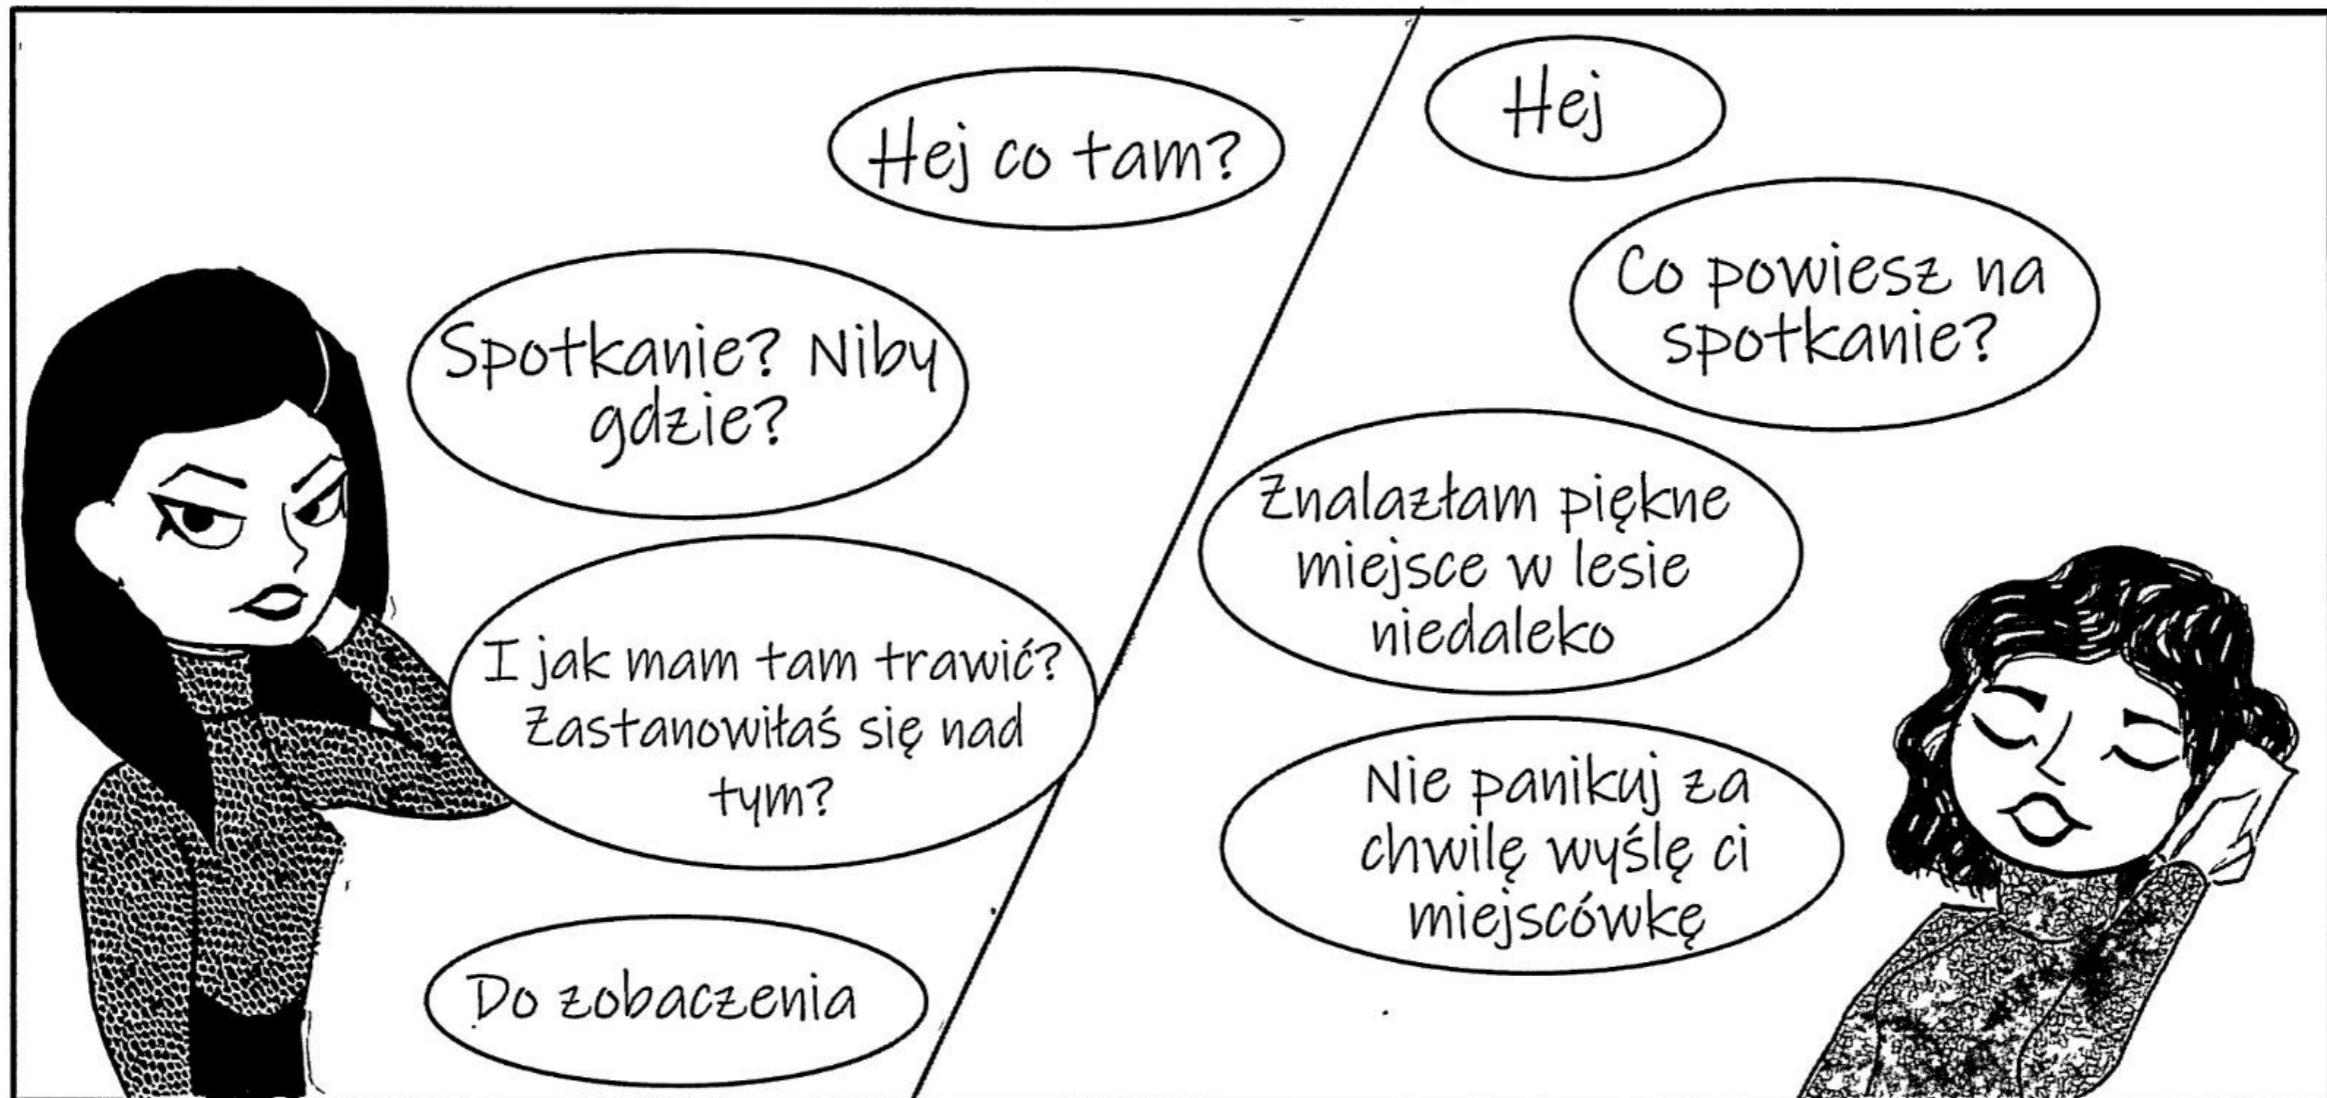 Hej
Hej co tam?
Co powiesz na
spotkanie?
Spotkanie? Niby
gdzie?
Znalazłam piękne
miejsce w lesie
niedaleko
I jak mam tam trawić?
Zastanowiłaś się nad
tym?
Nie panikuj za
chwilę wyślę ci
miejscówkę
Do zobaczenia